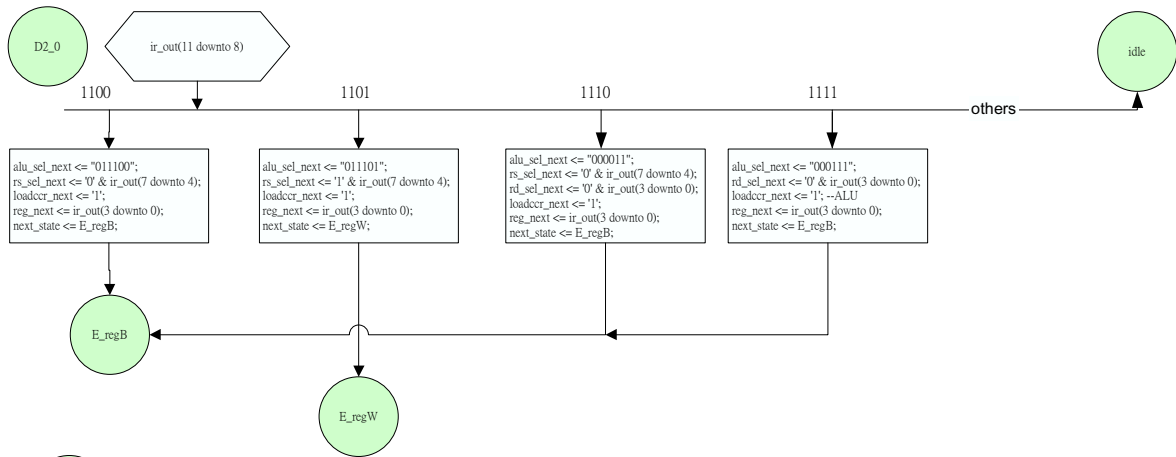 D2_0
ir_out(11 downto 8)
idle
1100
1101
1110
1111
others
alu_sel_next <= "011100";
rs_sel_next <= '0' & ir_out(7 downto 4);
loadccr_next <= '1';
reg_next <= ir_out(3 downto 0);
next_state <= E_regB;
alu_sel_next <= "011101";
rs_sel_next <= '1' & ir_out(7 downto 4);
loadccr_next <= '1';
reg_next <= ir_out(3 downto 0);
next_state <= E_regW;
alu_sel_next <= "000011";
rs_sel_next <= '0' & ir_out(7 downto 4);
rd_sel_next <= '0' & ir_out(3 downto 0);
loadccr_next <= '1';
reg_next <= ir_out(3 downto 0);
next_state <= E_regB;
alu_sel_next <= "000111";
rd_sel_next <= '0' & ir_out(3 downto 0);
loadccr_next <= '1'; --ALU
reg_next <= ir_out(3 downto 0);
next_state <= E_regB;
E_regB
E_regW